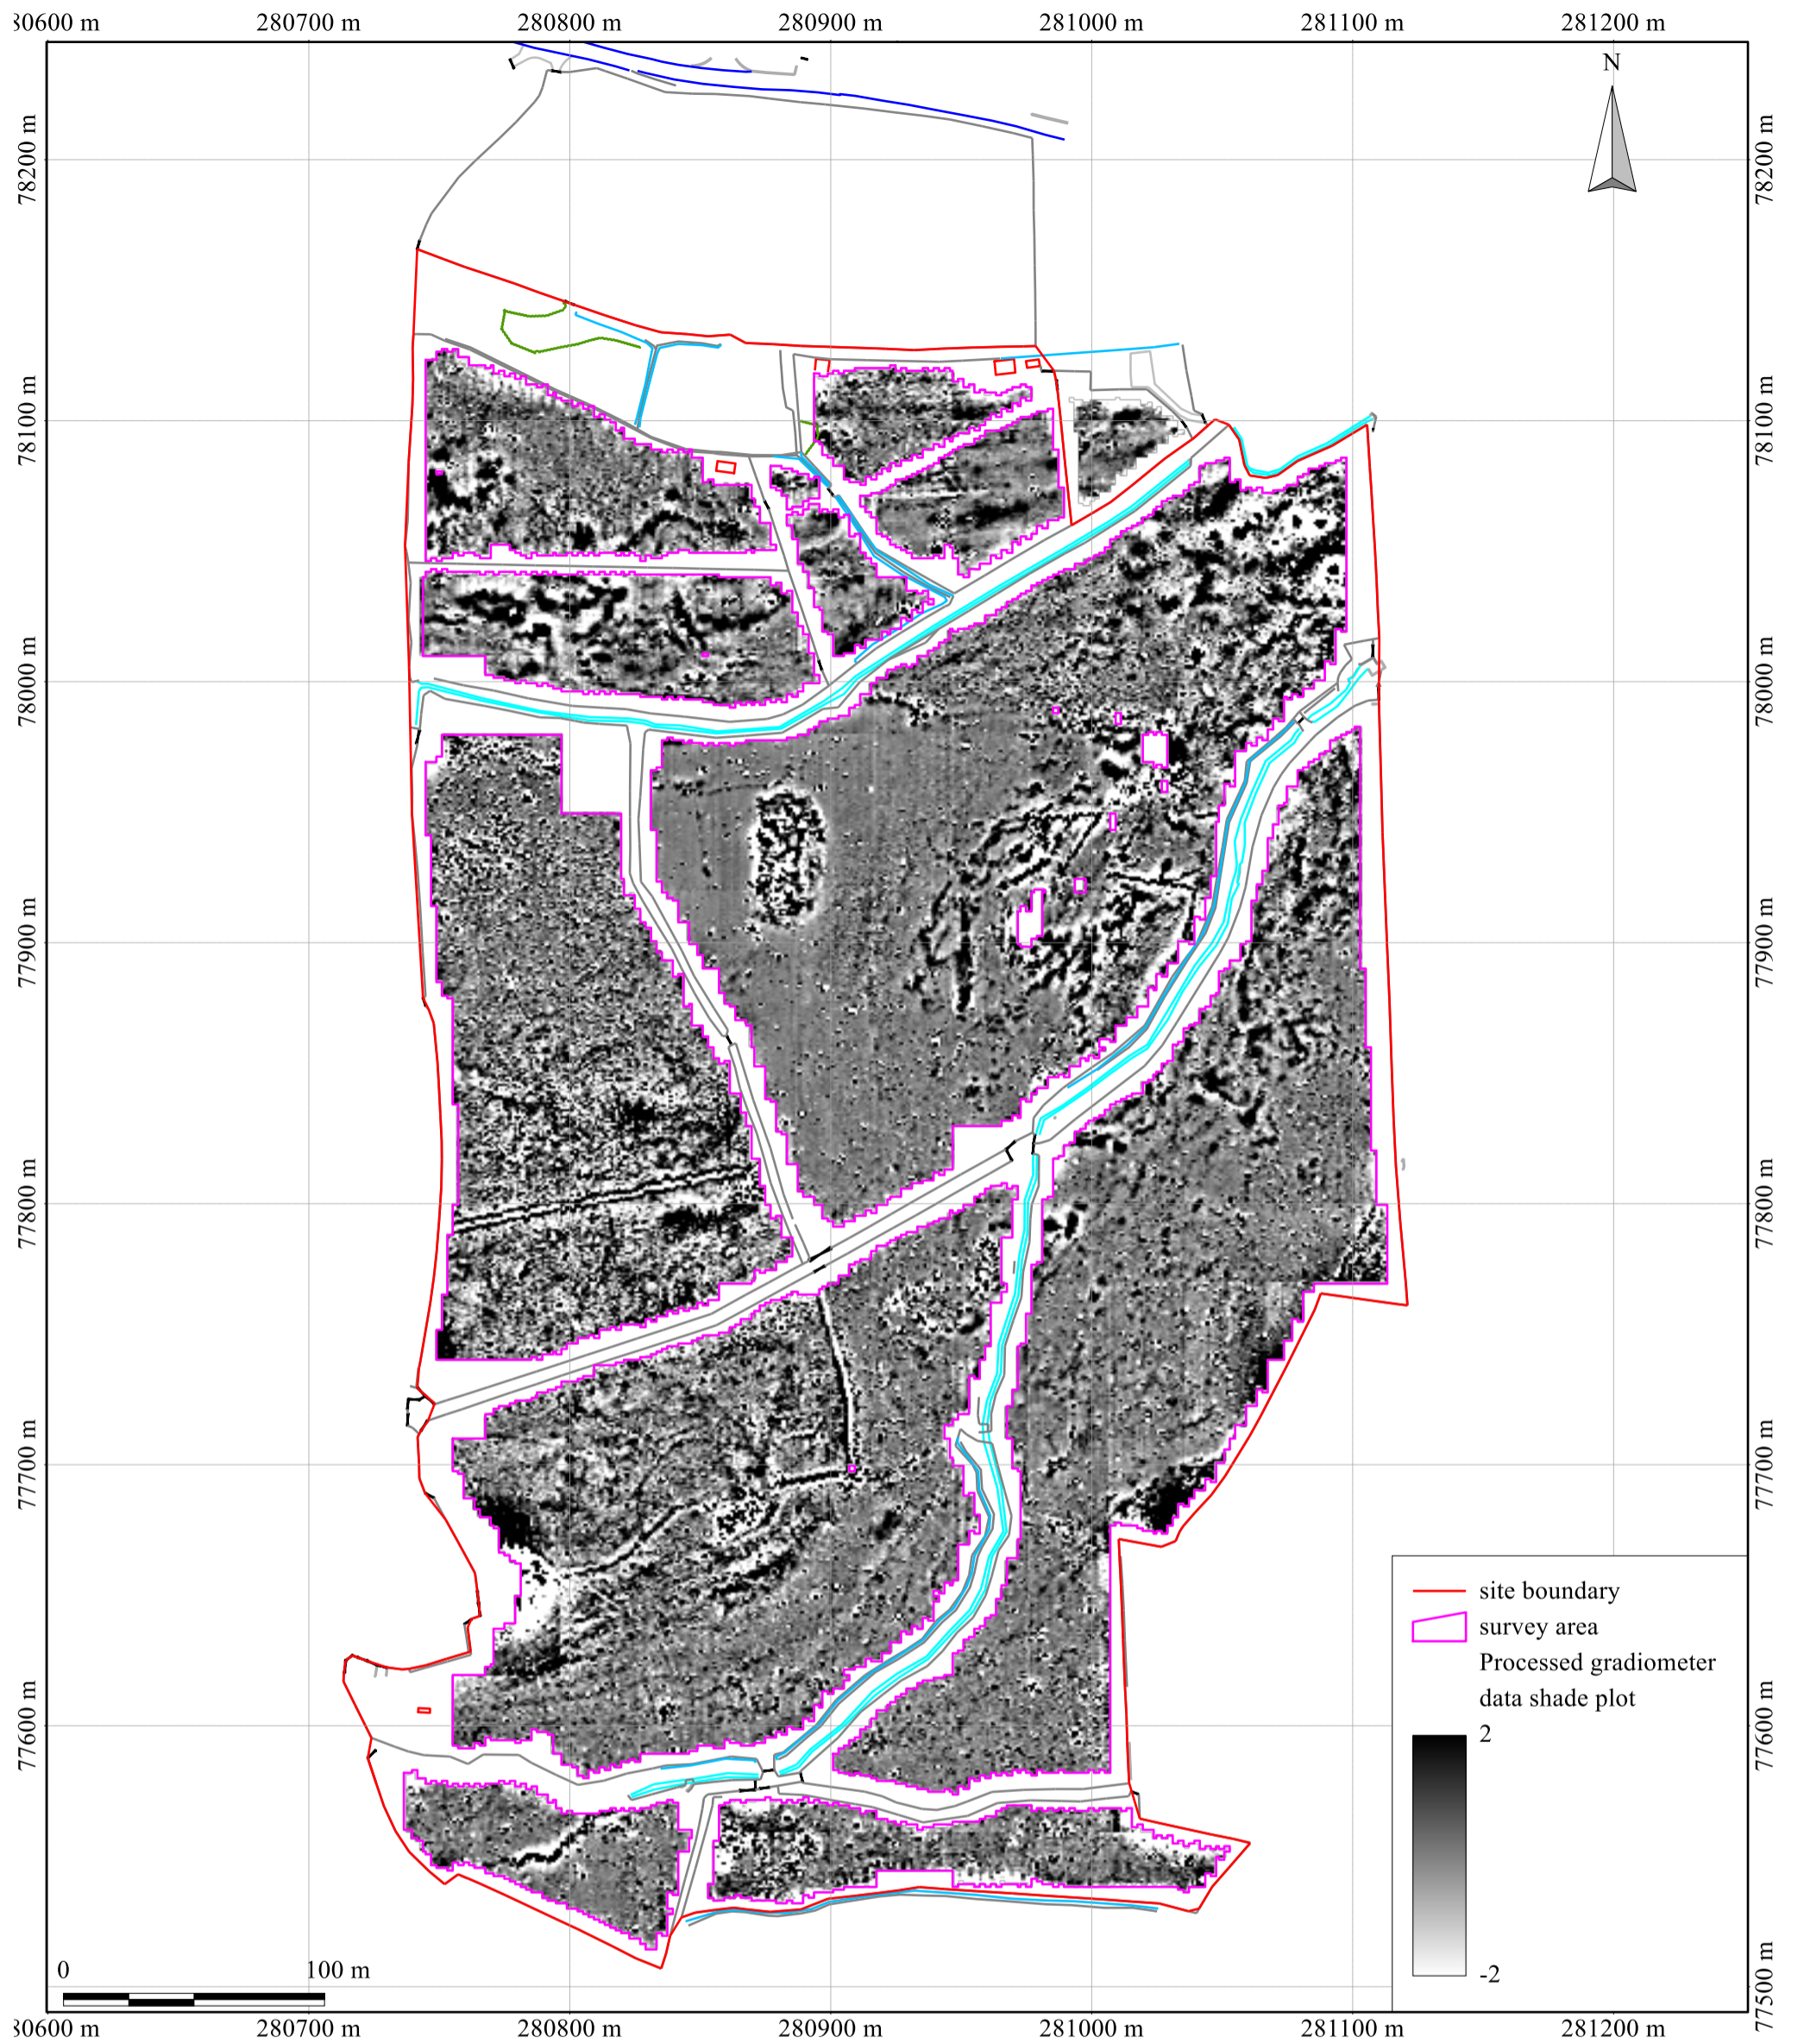 30600 m 280700 m 280800 m 280900 m 281000 m 281100 m 281200 m
N
78200 m 78200 m
78100 m 78100 m
78000 m 78000 m
77900 m 77900 m
77800 m 77800 m
77700 m 77700 m
site boundary
survey area
Processed gradiometer
data shade plot
77600 m 77600 m
2
-2
0 100 m
77500 m
30600 m 280700 m 280800 m 280900 m 281000 m 281100 m 281200 m